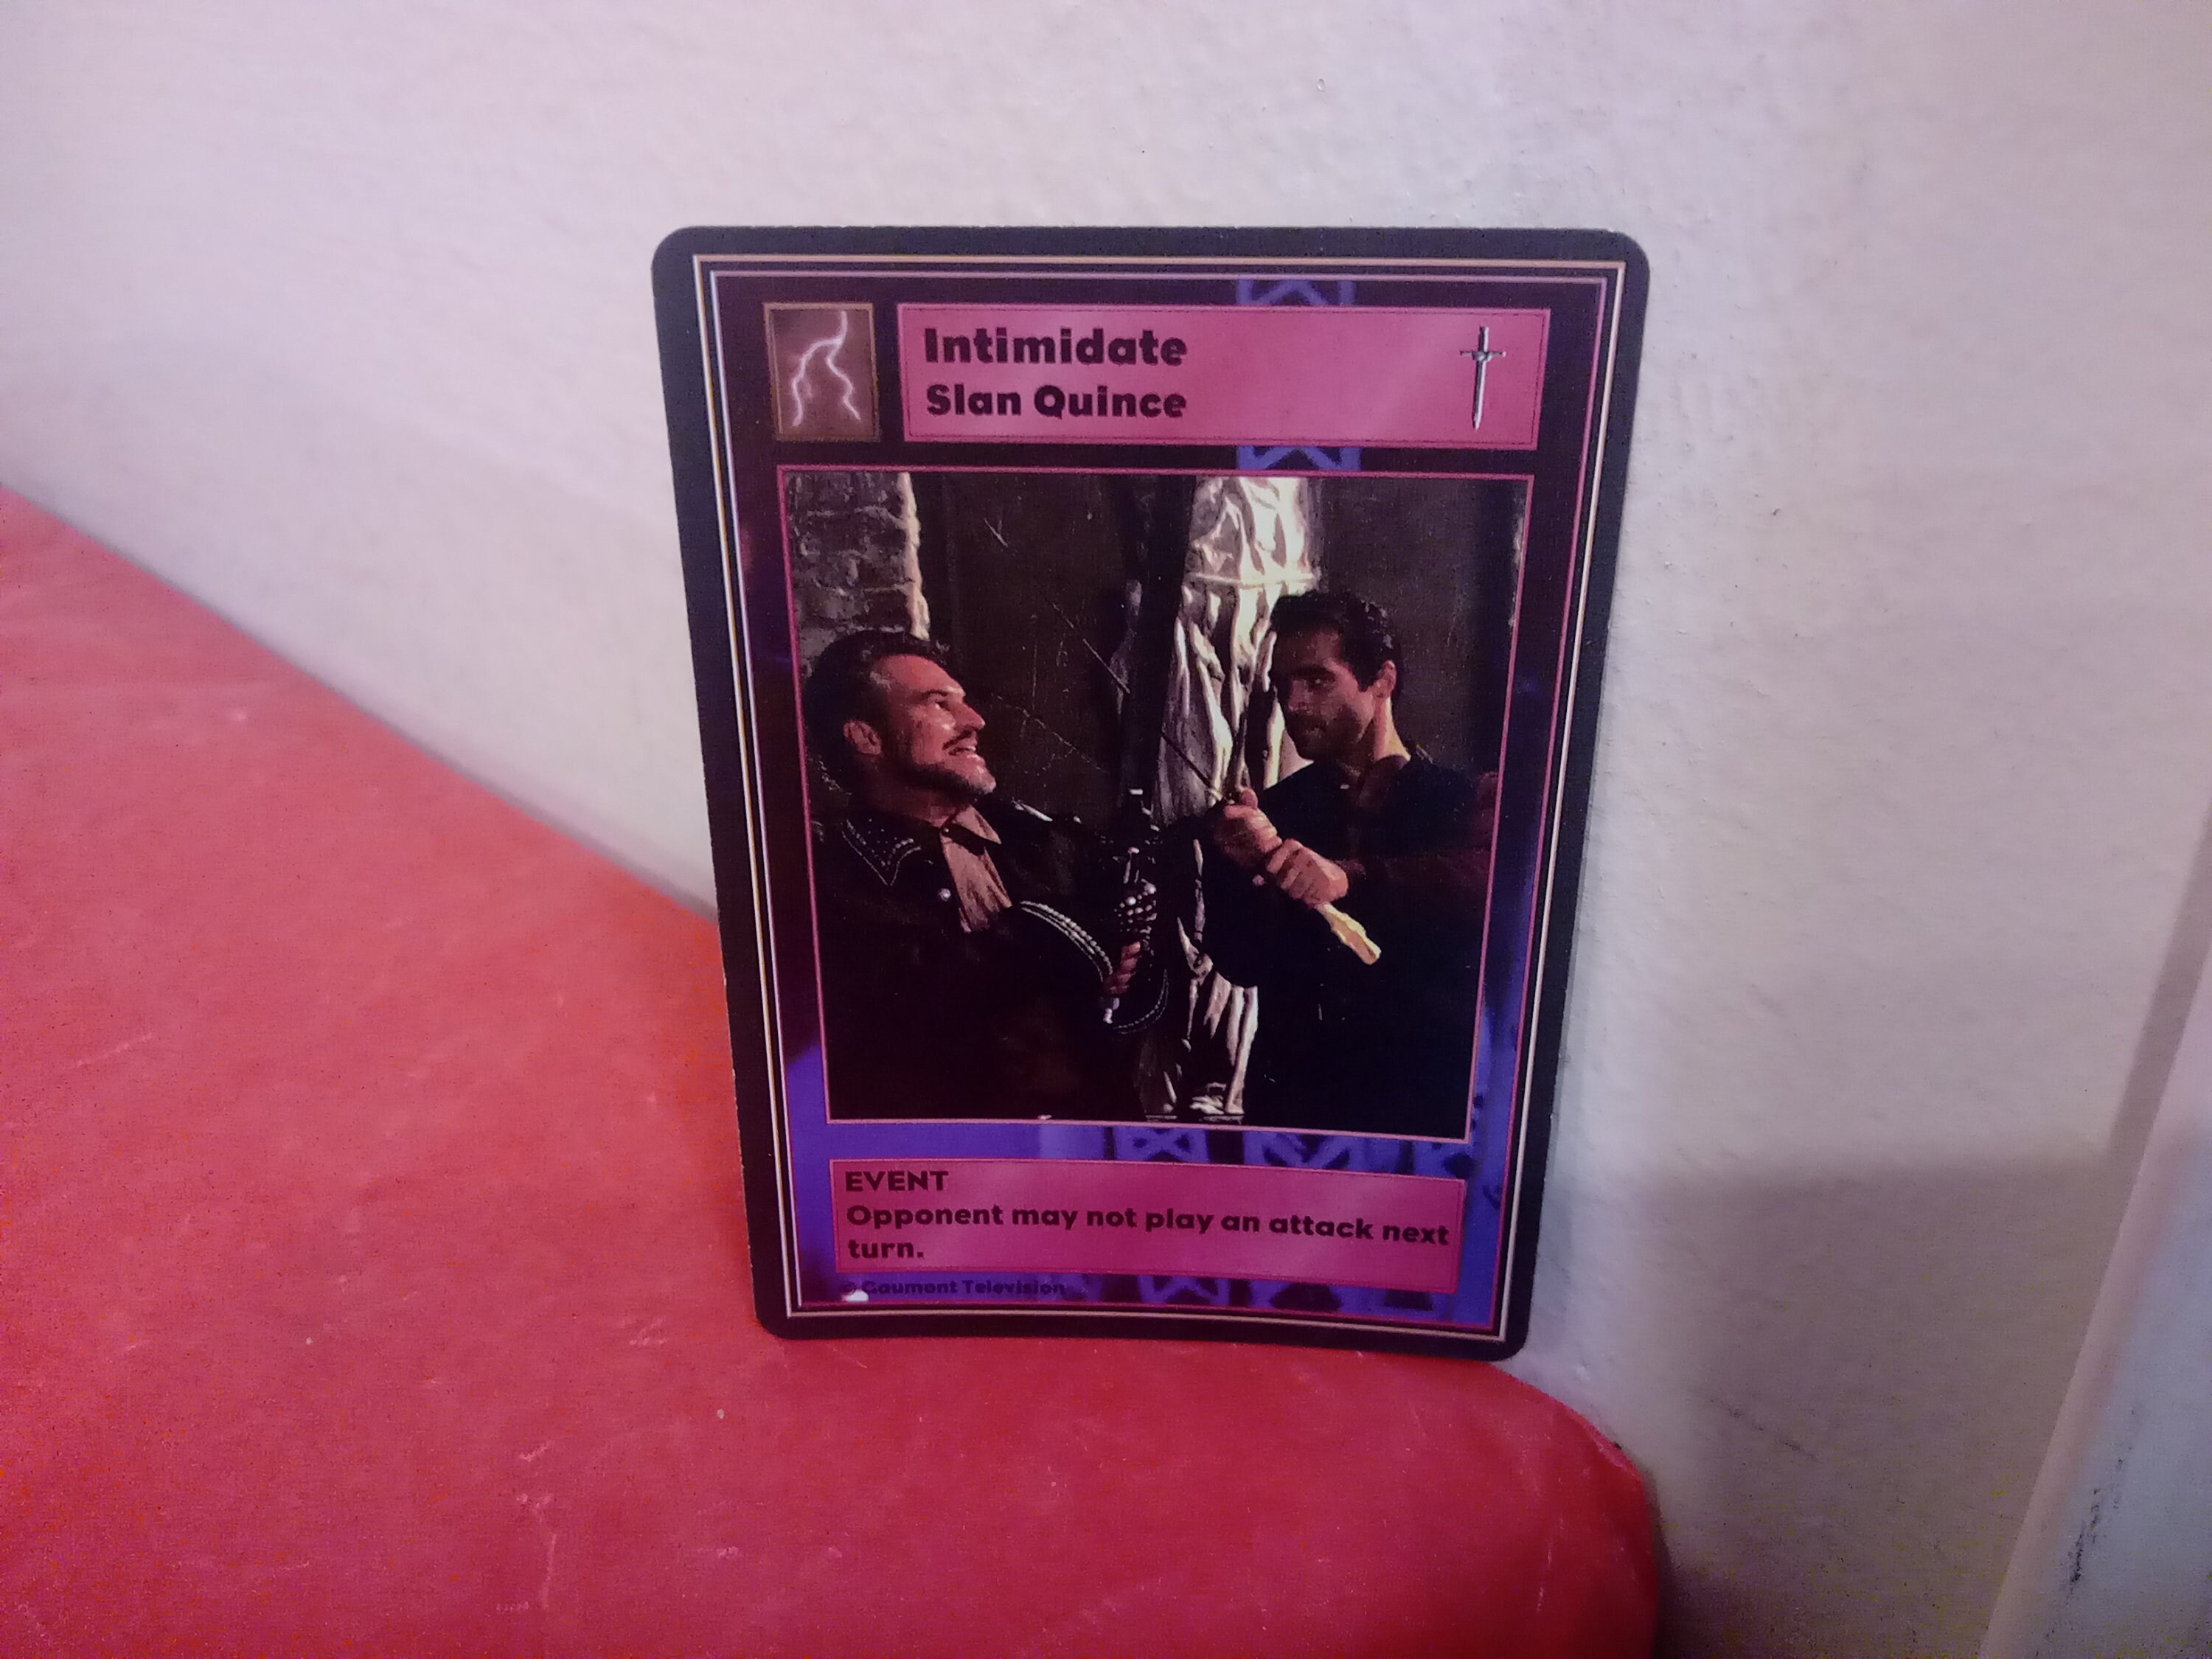 Intimidate
Slan Quince
EVENT
Opponent may not play an attack next
turn.
© Gaumont Television